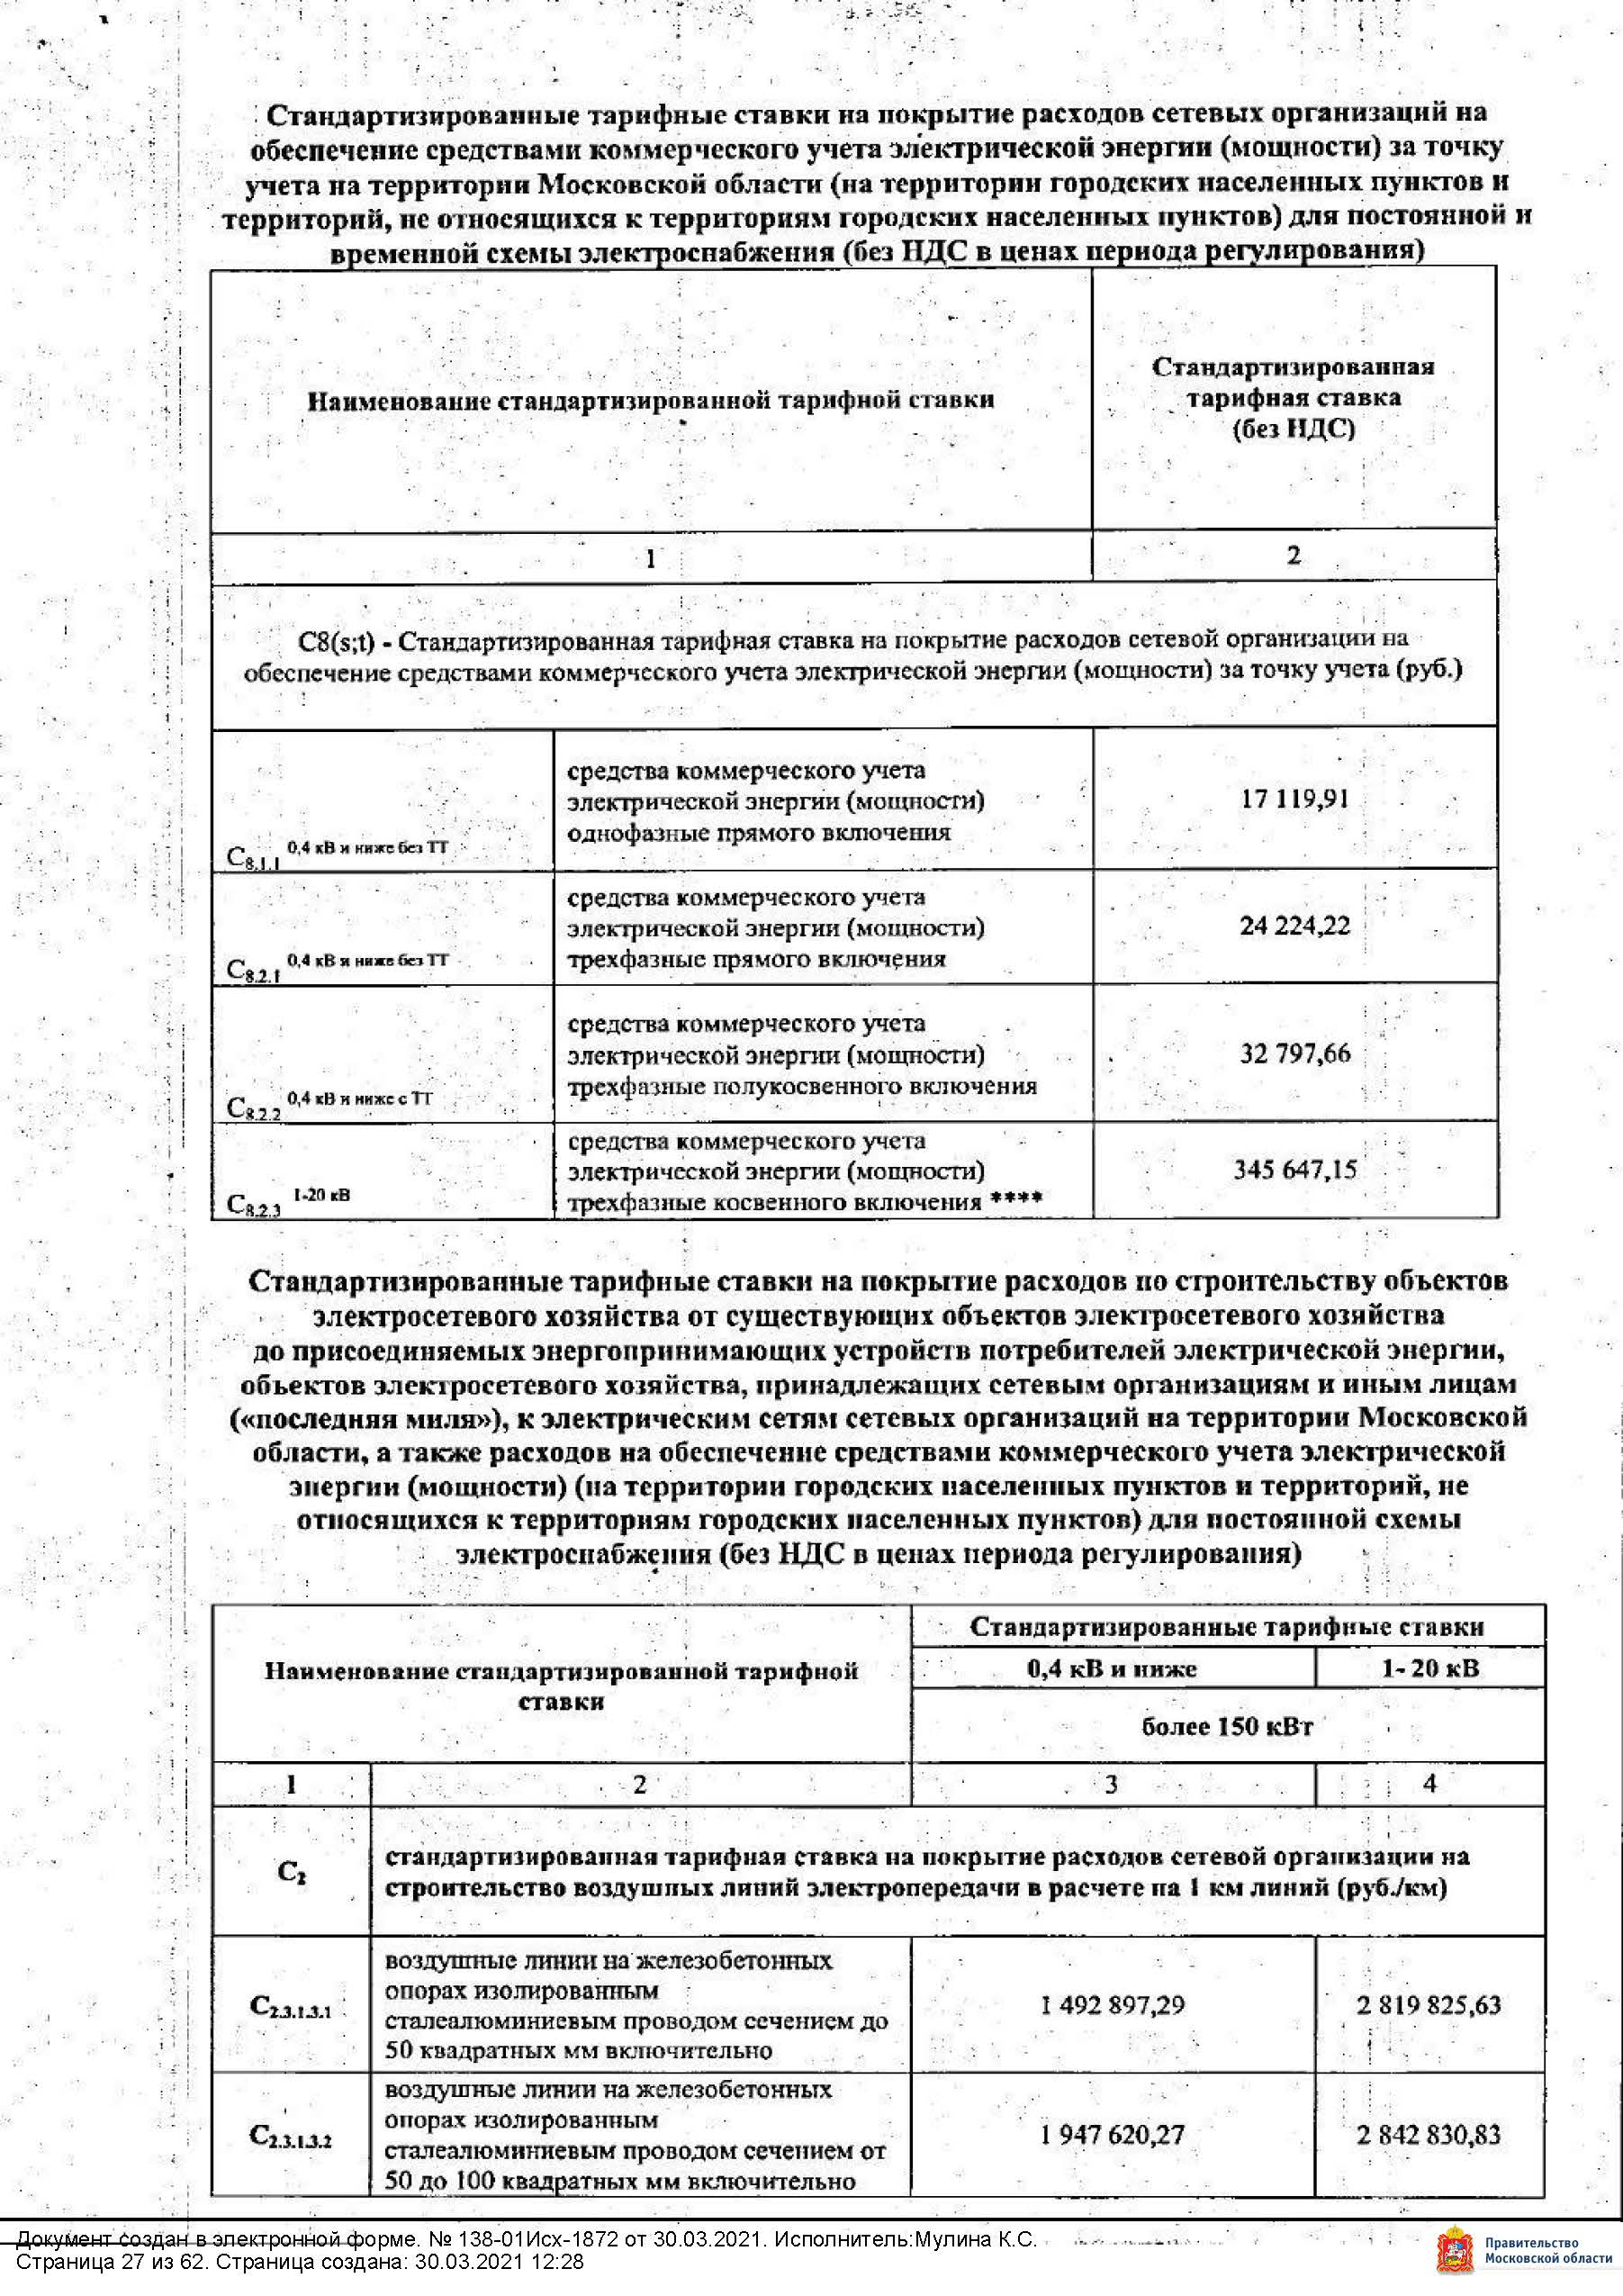 Стандартизированные тарифные ставки на покрытие расходов сетевых организаций на
обеспечение средствами коммерческого учета электрической энергии (мощности) за точку
учета на территории Московской области (на территории городских населенных пунктов и
территорий, не относящихся к территориям городских населенных пунктов) для постоянной и
временной схемы электроснабжения (без НДС в ценах периода регулирования)
Наименование стандартизированной тарифной ставки
Стандартизированная
тарифная ставка
(без НДС)
1
2
C8(s;t) - Стандартизированная тарифная ставка на покрытие расходов сетевой организации на
обеспечение средствами коммерческого учета электрической энергии (мощности) за точку учета (руб.)
C8.1.1 0,4 кВ и ниже без ТТ
средства коммерческого учета
электрической энергии (мощности)
однофазные прямого включения
17 119,91
C8.2.1 0,4 кВ и ниже без ТТ
средства коммерческого учета
электрической энергии (мощности)
трехфазные прямого включения
24 224,22
C8.2.2 0,4 кВ и ниже с ТТ
средства коммерческого учета
электрической энергии (мощности)
трехфазные полукосвенного включения
32 797,66
C8.2.3 1-20 кВ
средства коммерческого учета
электрической энергии (мощности)
трехфазные косвенного включения ****
345 647,15
Стандартизированные тарифные ставки на покрытие расходов по строительству объектов
электросетевого хозяйства от существующих объектов электросетевого хозяйства
до присоединяемых энергопринимающих устройств потребителей электрической энергии,
объектов электросетевого хозяйства, принадлежащих сетевым организациям и иным лицам
(«последняя миля»), к электрическим сетям сетевых организаций на территории Московской
области, а также расходов на обеспечение средствами коммерческого учета электрической
энергии (мощности) (на территории городских населенных пунктов и территорий, не
относящихся к территориям городских населенных пунктов) для постоянной схемы
электроснабжения (без НДС в ценах периода регулирования)
Наименование стандартизированной тарифной
ставки
Стандартизированные тарифные ставки
0,4 кВ и ниже
1- 20 кВ
более 150 кВт
1
2
3
4
C2
стандартизированная тарифная ставка на покрытие расходов сетевой организации на
строительство воздушных линий электропередачи в расчете на 1 км линий (руб./км)
C2.3.1.3.1
воздушные линии на железобетонных
опорах изолированным
сталеалюминиевым проводом сечением до
50 квадратных мм включительно
1 492 897,29
2 819 825,63
C2.3.1.3.2
воздушные линии на железобетонных
опорах изолированным
сталеалюминиевым проводом сечением от
50 до 100 квадратных мм включительно
1 947 620,27
2 842 830,83
Документ создан в электронной форме. № 138-01Исх-1872 от 30.03.2021. Исполнитель:Мулина К.С.
Страница 27 из 62. Страница создана: 30.03.2021 12:28
Правительство
Московской области